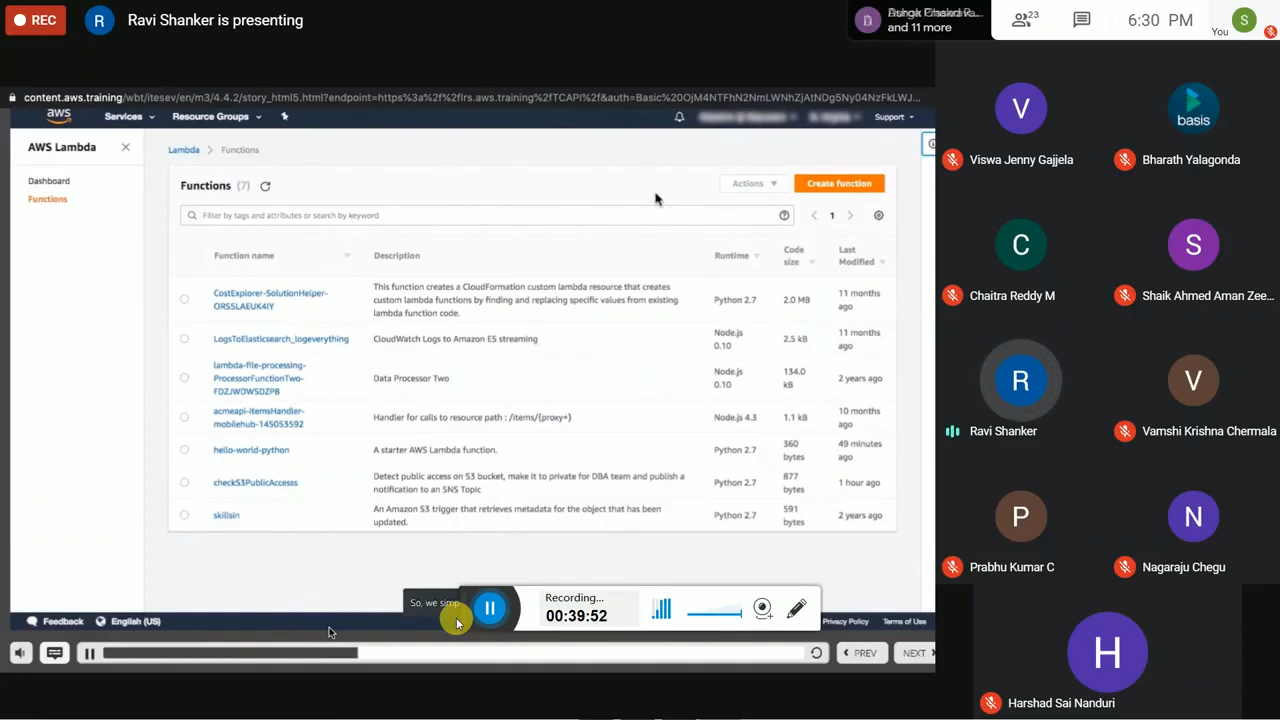 REC
R
Ravi Shanker is presenting
and 11 more
23
6:30 PM
You
S
content.aws.training/wbt/itesev/en/m3/4.4.2/story_html5.html?endpoint=https%3a%2f%2flrs.aws.training%2fTCAPI%2f&auth=Basic%20OjM4NTFhN2NmLWNhZjAtNDg5Ny04NzFkLWJ...
aws
Services
Resource Groups
Support
AWS Lambda
Dashboard
Functions
Lambda > Functions
Functions (7)
Actions
Create function
Filter by tags and attributes or search by keyword
1
Function name
Description
Runtime
Code size
Last Modified
CostExplorer-SolutionHelper-ORS5LAEUK4IY
This function creates a CloudFormation custom lambda resource that creates
custom lambda functions by finding and replacing specific values from existing
lambda function code.
Python 2.7
2.0 MB
11 months ago
LogsToElasticsearch_logeverything
CloudWatch Logs to Amazon ES streaming
Node.js 0.10
2.5 kB
11 months ago
lambda-file-processing-
ProcessorFunctionTwo-
FDZJWDWSDZPB
Data Processor Two
Node.js 0.10
134.0 kB
2 years ago
acmeapi-itemsHandler-
mobilehub-145053592
Handler for calls to resource path : /items/{proxy+}
Node.js 4.3
1.1 kB
10 months ago
hello-world-python
A starter AWS Lambda function.
Python 2.7
360 bytes
49 minutes ago
checkS3PublicAccesss
Detect public access on S3 bucket, make it to private for DBA team and publish a
notification to an SNS Topic
Python 2.7
877 bytes
1 hour ago
skillsin
An Amazon S3 trigger that retrieves metadata for the object that has been
updated.
Python 2.7
591 bytes
2 years ago
So, we simp
Recording...
00:39:52
Feedback
English (US)
Privacy Policy
Terms of Use
PREV
NEXT
V
Viswa Jenny Gajjela
basis
Bharath Yalagonda
C
Chaitra Reddy M
S
Shaik Ahmed Aman Zee...
R
Ravi Shanker
V
Vamshi Krishna Chermala
P
Prabhu Kumar C
N
Nagaraju Chegu
H
Harshad Sai Nanduri